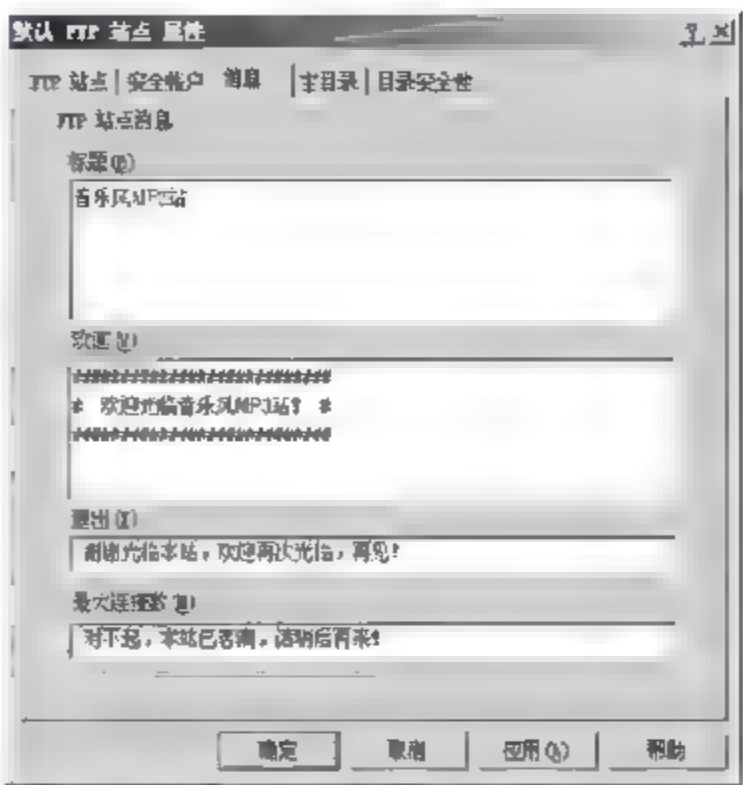 默认 FTP 站点 属性
FTP 站点 安全帐户 消息 主目录 目录安全性
FTP 站点消息
标题(B)
音乐风MP3站
欢迎(W)
##########################
# 欢迎光临音乐风MP3站! #
##########################
退出(X)
谢谢光临本站，欢迎再次光临，再见!
最大连接数(M)
对不起，本站已客满，请稍后再来!
确定 取消 应用(A) 帮助